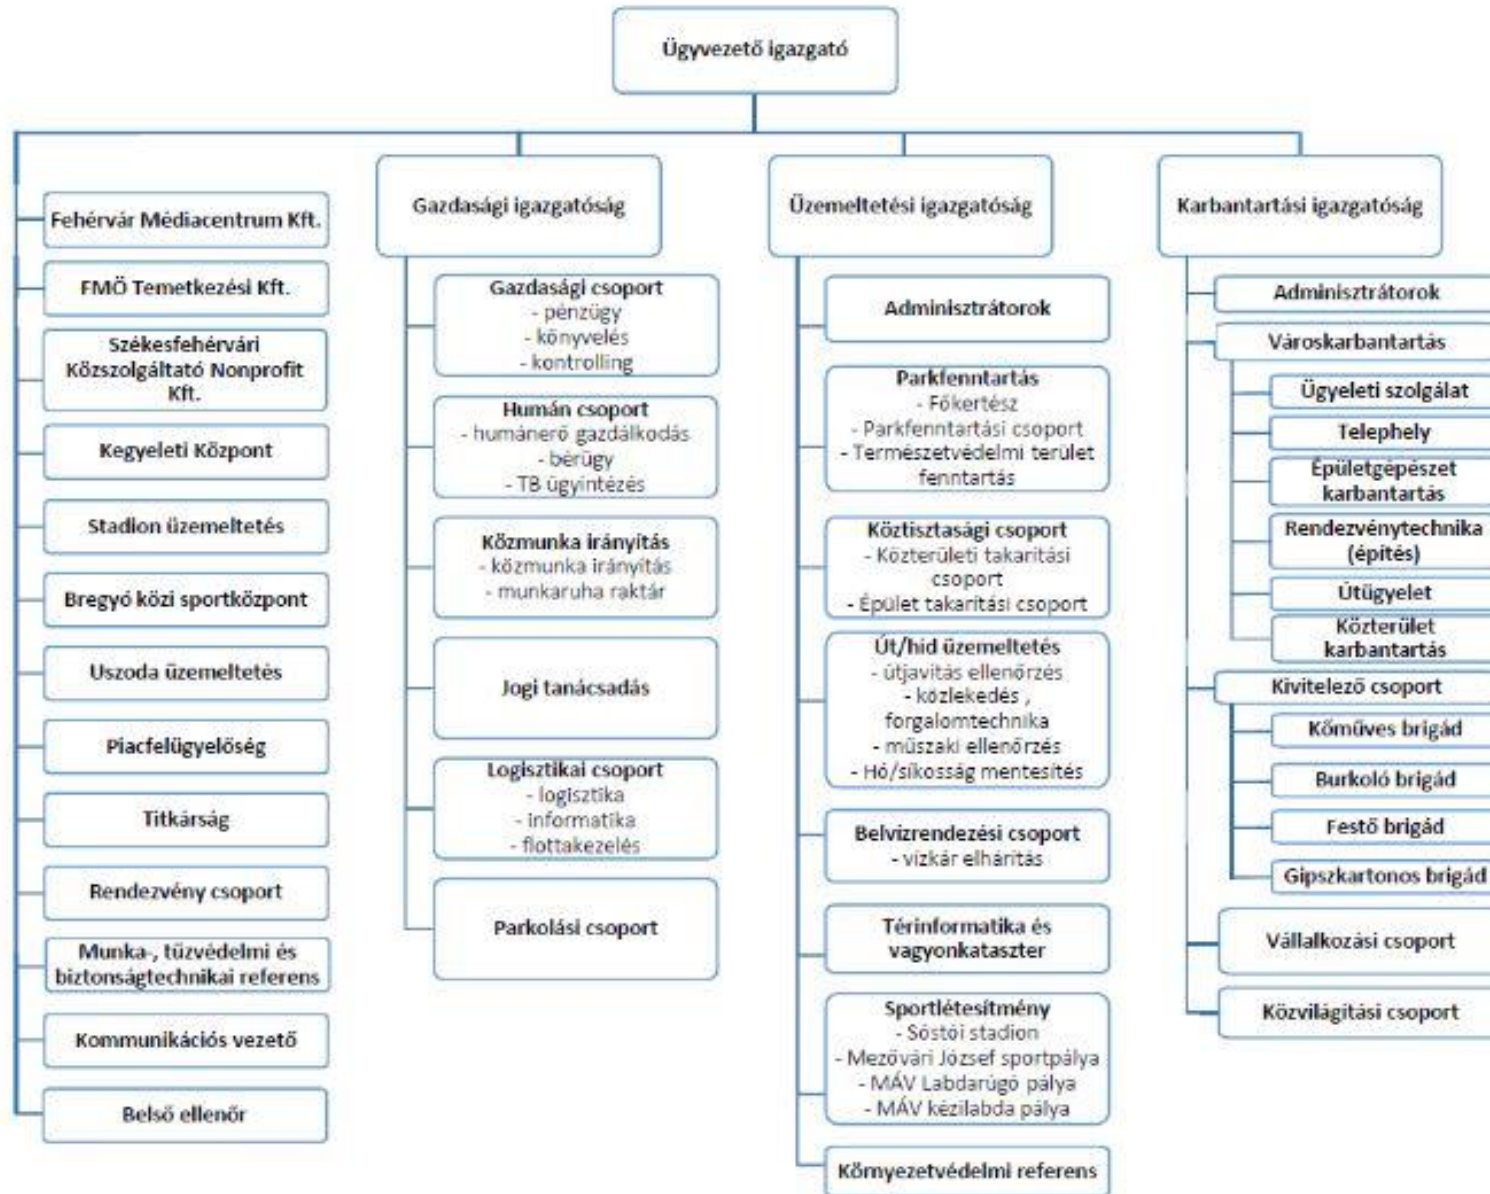 Ügyvezető igazgató
Fehérvár Médiacentrum Kft.
FMÖ Temetkezési Kft.
Székesfehérvári
Közszolgáltató Nonprofit
Kft.
Kegyeleti Központ
Stadion üzemeltetés
Bregyó közi sportközpont
Uszoda üzemeltetés
Piacfelügyelőség
Titkárság
Rendezvény csoport
Munka-, tűzvédelmi és
biztonságtechnikai referens
Kommunikációs vezető
Belső ellenőr
Gazdasági igazgatóság
Gazdasági csoport
- pénzügy
- könyvelés
- kontrolling
Humán csoport
- humánerő gazdálkodás
- bérügy
- TB ügyintézés
Közmunka irányítás
- közmunka irányítás
- munkaruha raktár
Jogi tanácsadás
Logisztikai csoport
- logisztika
- informatika
- flottakezelés
Parkolási csoport
Üzemeltetési igazgatóság
Adminisztrátorok
Parkfenntartás
- Főkertész
- Parkfenntartási csoport
- Természetvédelmi terület
fenntartás
Köztisztasági csoport
- Közterületi takarítási
csoport
- Épület takarítási csoport
Út/híd üzemeltetés
- útjavítás ellenőrzés
- közlekedés ,
forgalomtechnika
- műszaki ellenőrzés
- Hó/síkosság mentesítés
Belvízrendezési csoport
- vízkár elhárítás
Térinformatika és
vagyonkataszter
Sportlétesítmény
- Sóstói stadion
- Mezővári József sportpálya
- MÁV Labdarúgó pálya
- MÁV kézilabda pálya
Környezetvédelmi referens
Karbantartási igazgatóság
Adminisztrátorok
Városkarbantartás
Ügyeleti szolgálat
Telephely
Épületgépészet
karbantartás
Rendezvénytechnika
(építés)
Útügyelet
Közterület
karbantartás
Kivitelező csoport
Kőműves brigád
Burkoló brigád
Festő brigád
Gipszkartonos brigád
Vállalkozási csoport
Közvilágítási csoport